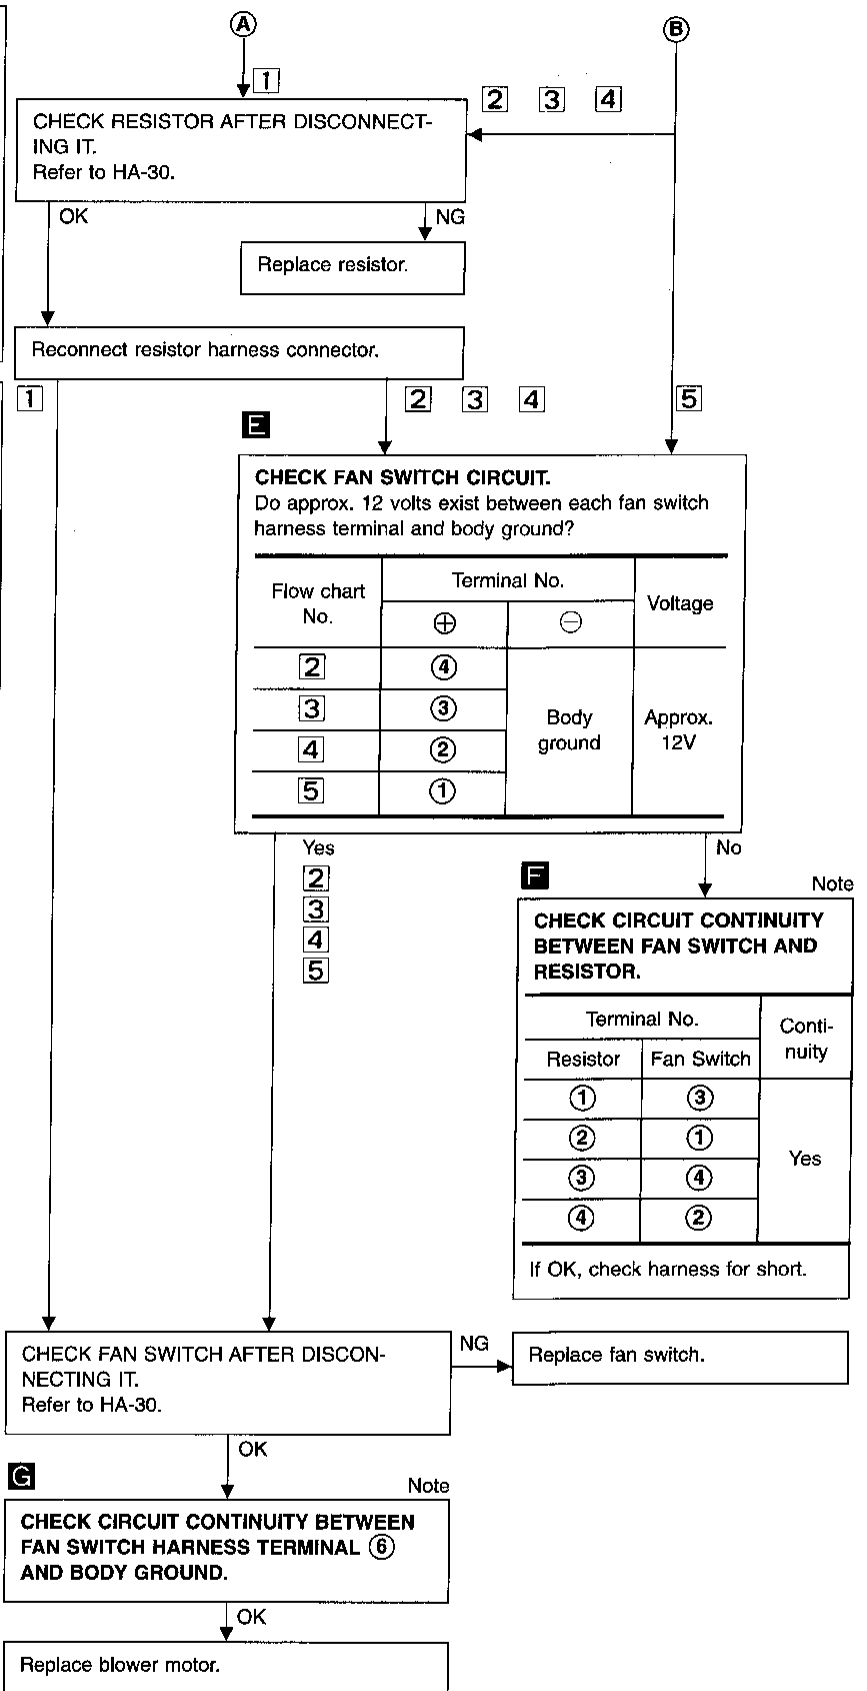 A
B
1
2 3 4
CHECK RESISTOR AFTER DISCONNECT-
ING IT.
Refer to HA-30.
OK
NG
Replace resistor.
Reconnect resistor harness connector.
1
2 3 4
5
E
CHECK FAN SWITCH CIRCUIT.
Do approx. 12 volts exist between each fan switch
harness terminal and body ground?
Flow chart
No.
Terminal No.
Voltage
⊕ ⊖
2 ④
3 ③
4 ②
5 ①
Body
ground
Approx.
12V
Yes
2
3
4
5
No
F
Note
CHECK CIRCUIT CONTINUITY
BETWEEN FAN SWITCH AND
RESISTOR.
Terminal No.
Conti-
nuity
Resistor Fan Switch
① ③
② ①
③ ④
④ ②
Yes
If OK, check harness for short.
CHECK FAN SWITCH AFTER DISCON-
NECTING IT.
Refer to HA-30.
NG
Replace fan switch.
OK
G
Note
CHECK CIRCUIT CONTINUITY BETWEEN
FAN SWITCH HARNESS TERMINAL ⑥
AND BODY GROUND.
OK
Replace blower motor.